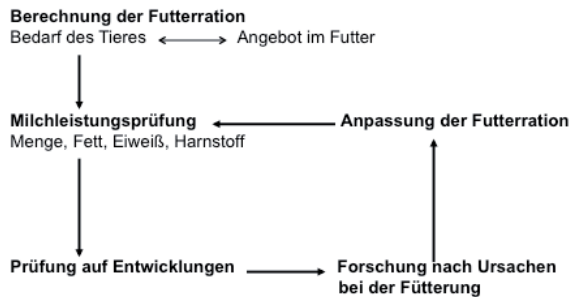 Berechnung der Futterration
Bedarf des Tieres Angebot im Futter
Milchleistungsprüfung Anpassung der Futterration
Menge, Fett, Eiweiß, Harnstoff
Prüfung auf Entwicklungen Forschung nach Ursachen
bei der Fütterung